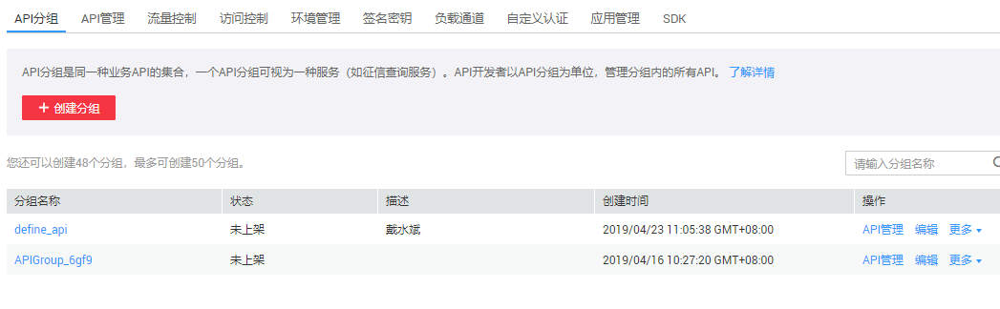 API分组 API管理 流量控制 访问控制 环境管理 签名密钥 负载通道 自定义认证 应用管理 SDK
API分组是同一种业务API的集合，一个API分组可视为一种服务（如征信查询服务）。API开发者以API分组为单位，管理分组内的所有API。 了解详情
+ 创建分组
您还可以创建48个分组，最多可创建50个分组。 请输入分组名称
分组名称 状态 描述 创建时间 操作
define_api 未上架 戴水斌 2019/04/23 11:05:38 GMT+08:00 API管理 编辑 更多
APIGroup_6gf9 未上架 2019/04/16 10:27:20 GMT+08:00 API管理 编辑 更多